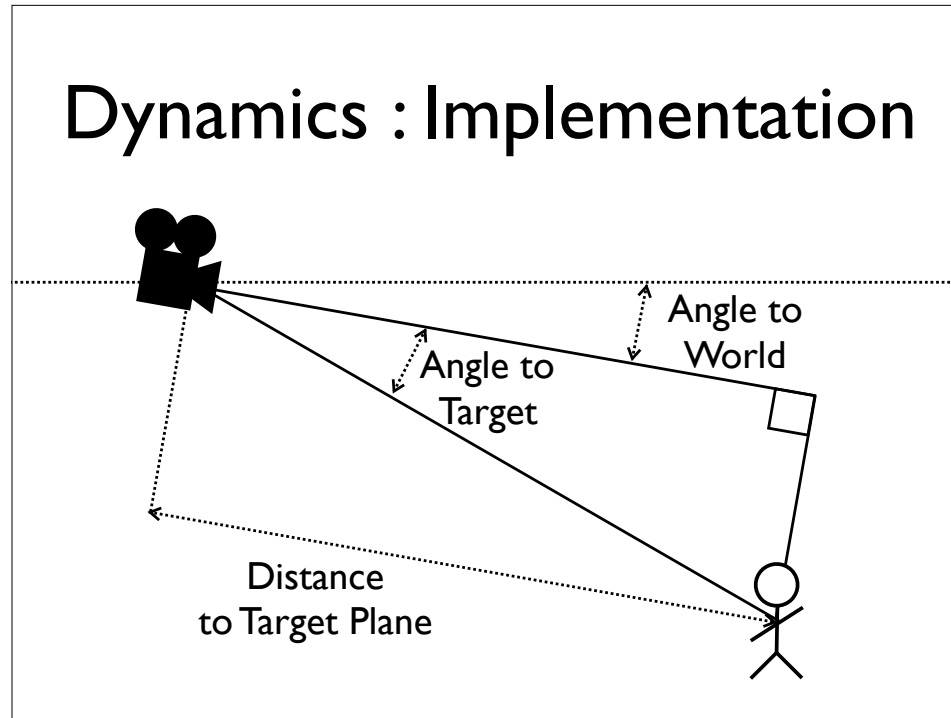 Dynamics : Implementation
Angle to
World
Angle to
Target
Distance
to Target Plane